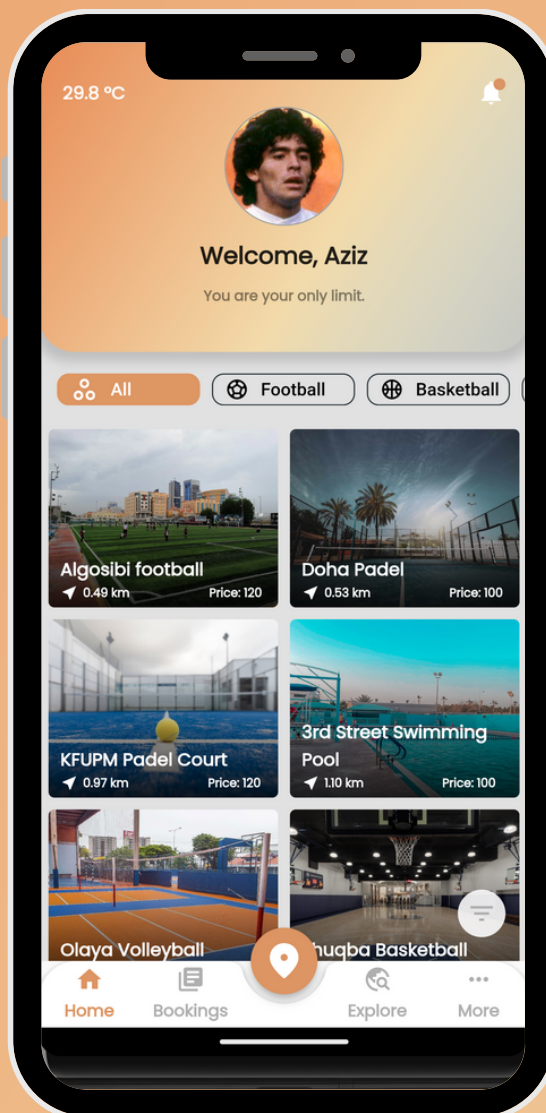 29.8 °C
Welcome, Aziz
You are your only limit.
All
Football
Basketball
Algosibi football
0.49 km
Price: 120
Doha Padel
0.53 km
Price: 100
KFUPM Padel Court
0.97 km
Price: 120
3rd Street Swimming
Pool
1.10 km
Price: 100
Olaya Volleyball
huqba Basketball
Home
Bookings
Explore
More